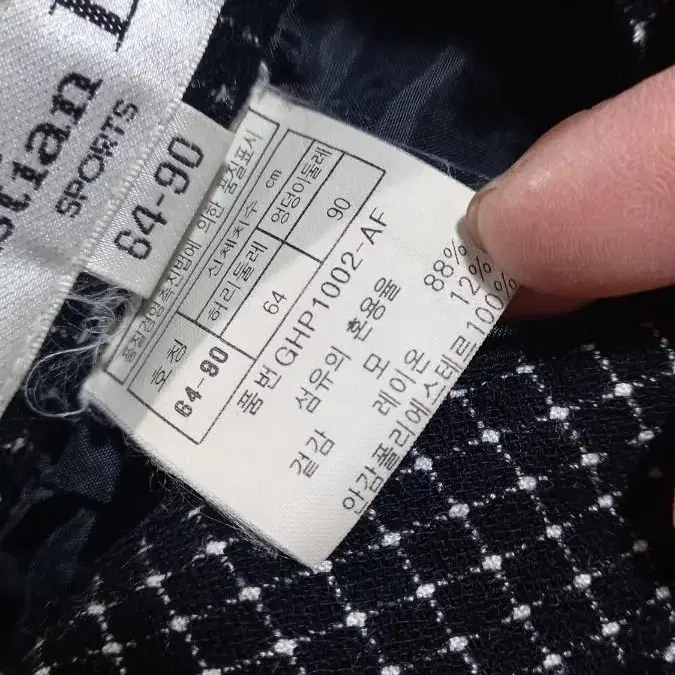 stian D
SPORTS
64-90
품질경영촉진법에 의한 품질표시
호칭
신체치수 cm
허리둘레
엉덩이둘레
64-90
64
90
품번 GHP1002-AF
섬유의 혼용율
겉감 모 88%
레이온 12%
안감 폴리에스테르 100%